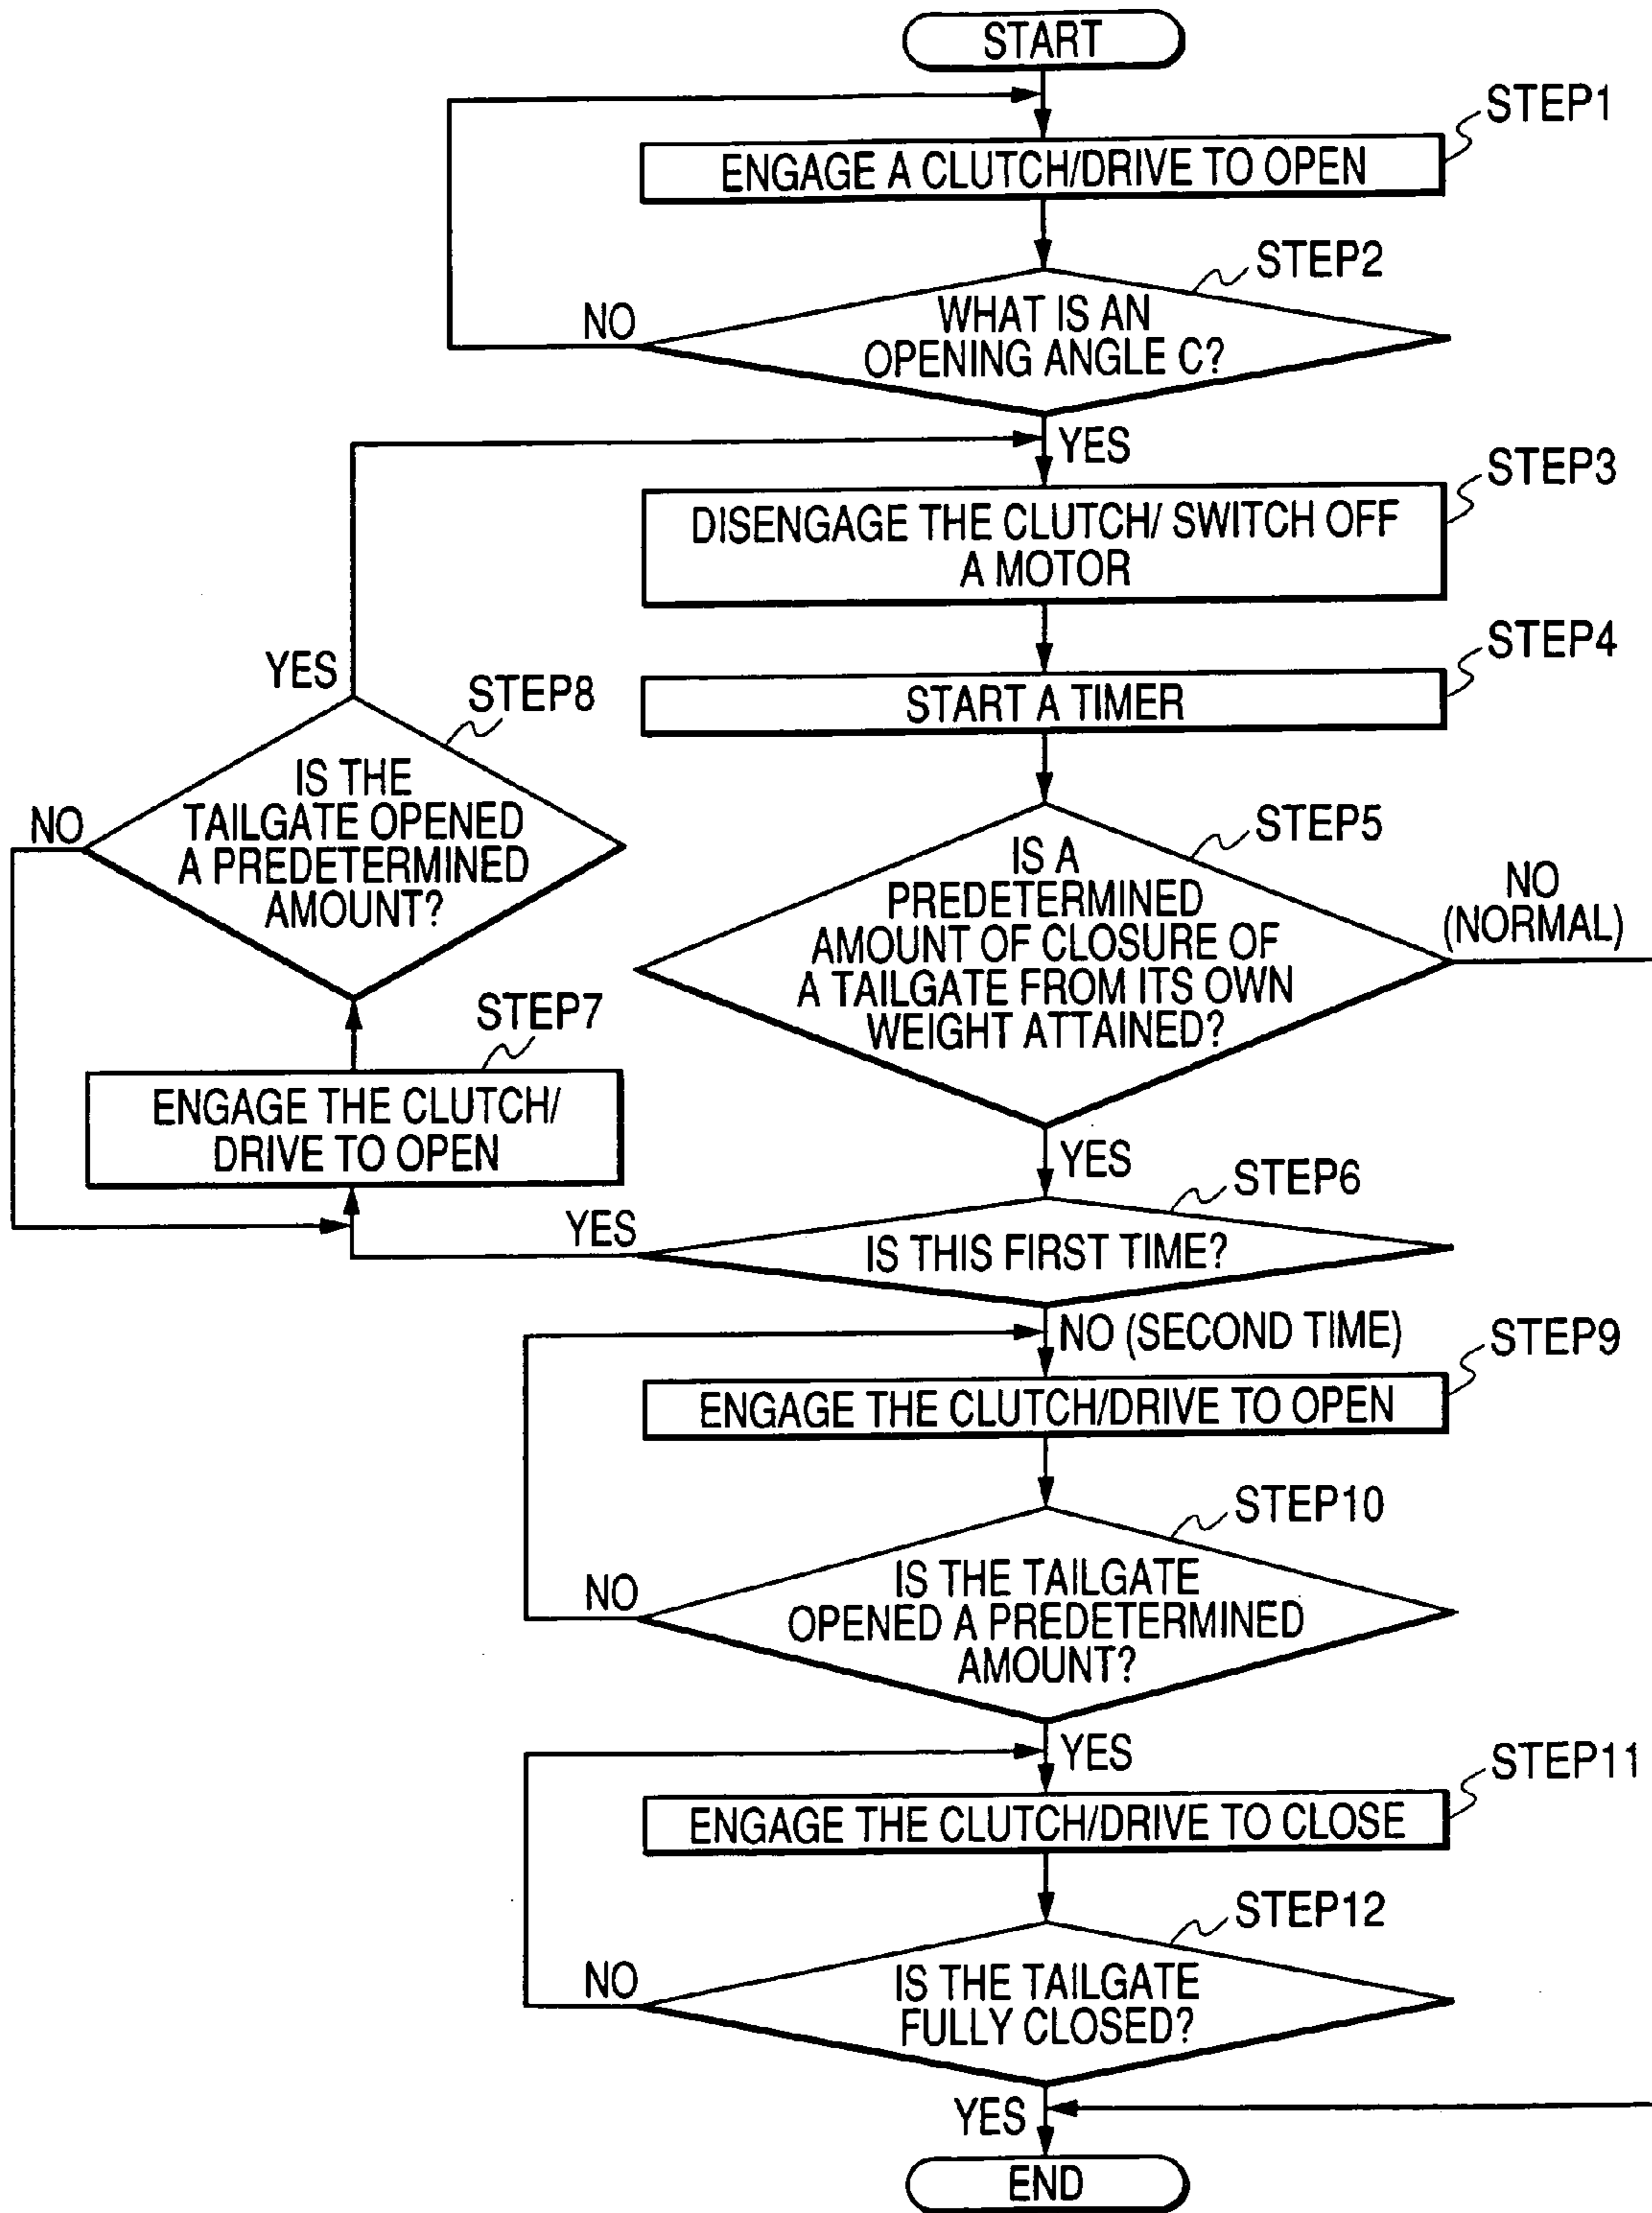 START
STEP1
ENGAGE A CLUTCH/DRIVE TO OPEN
STEP2
NO
WHAT IS AN
OPENING ANGLE C?
YES
STEP3
DISENGAGE THE CLUTCH/ SWITCH OFF
A MOTOR
STEP4
START A TIMER
YES
STEP8
IS THE
TAILGATE OPENED
A PREDETERMINED
AMOUNT?
NO
STEP5
IS A
PREDETERMINED
AMOUNT OF CLOSURE OF
A TAILGATE FROM ITS OWN
WEIGHT ATTAINED?
NO
(NORMAL)
STEP7
ENGAGE THE CLUTCH/
DRIVE TO OPEN
YES
STEP6
YES
IS THIS FIRST TIME?
NO (SECOND TIME)
STEP9
ENGAGE THE CLUTCH/DRIVE TO OPEN
STEP10
NO
IS THE TAILGATE
OPENED A PREDETERMINED
AMOUNT?
YES
STEP11
ENGAGE THE CLUTCH/DRIVE TO CLOSE
STEP12
NO
IS THE TAILGATE
FULLY CLOSED?
YES
END